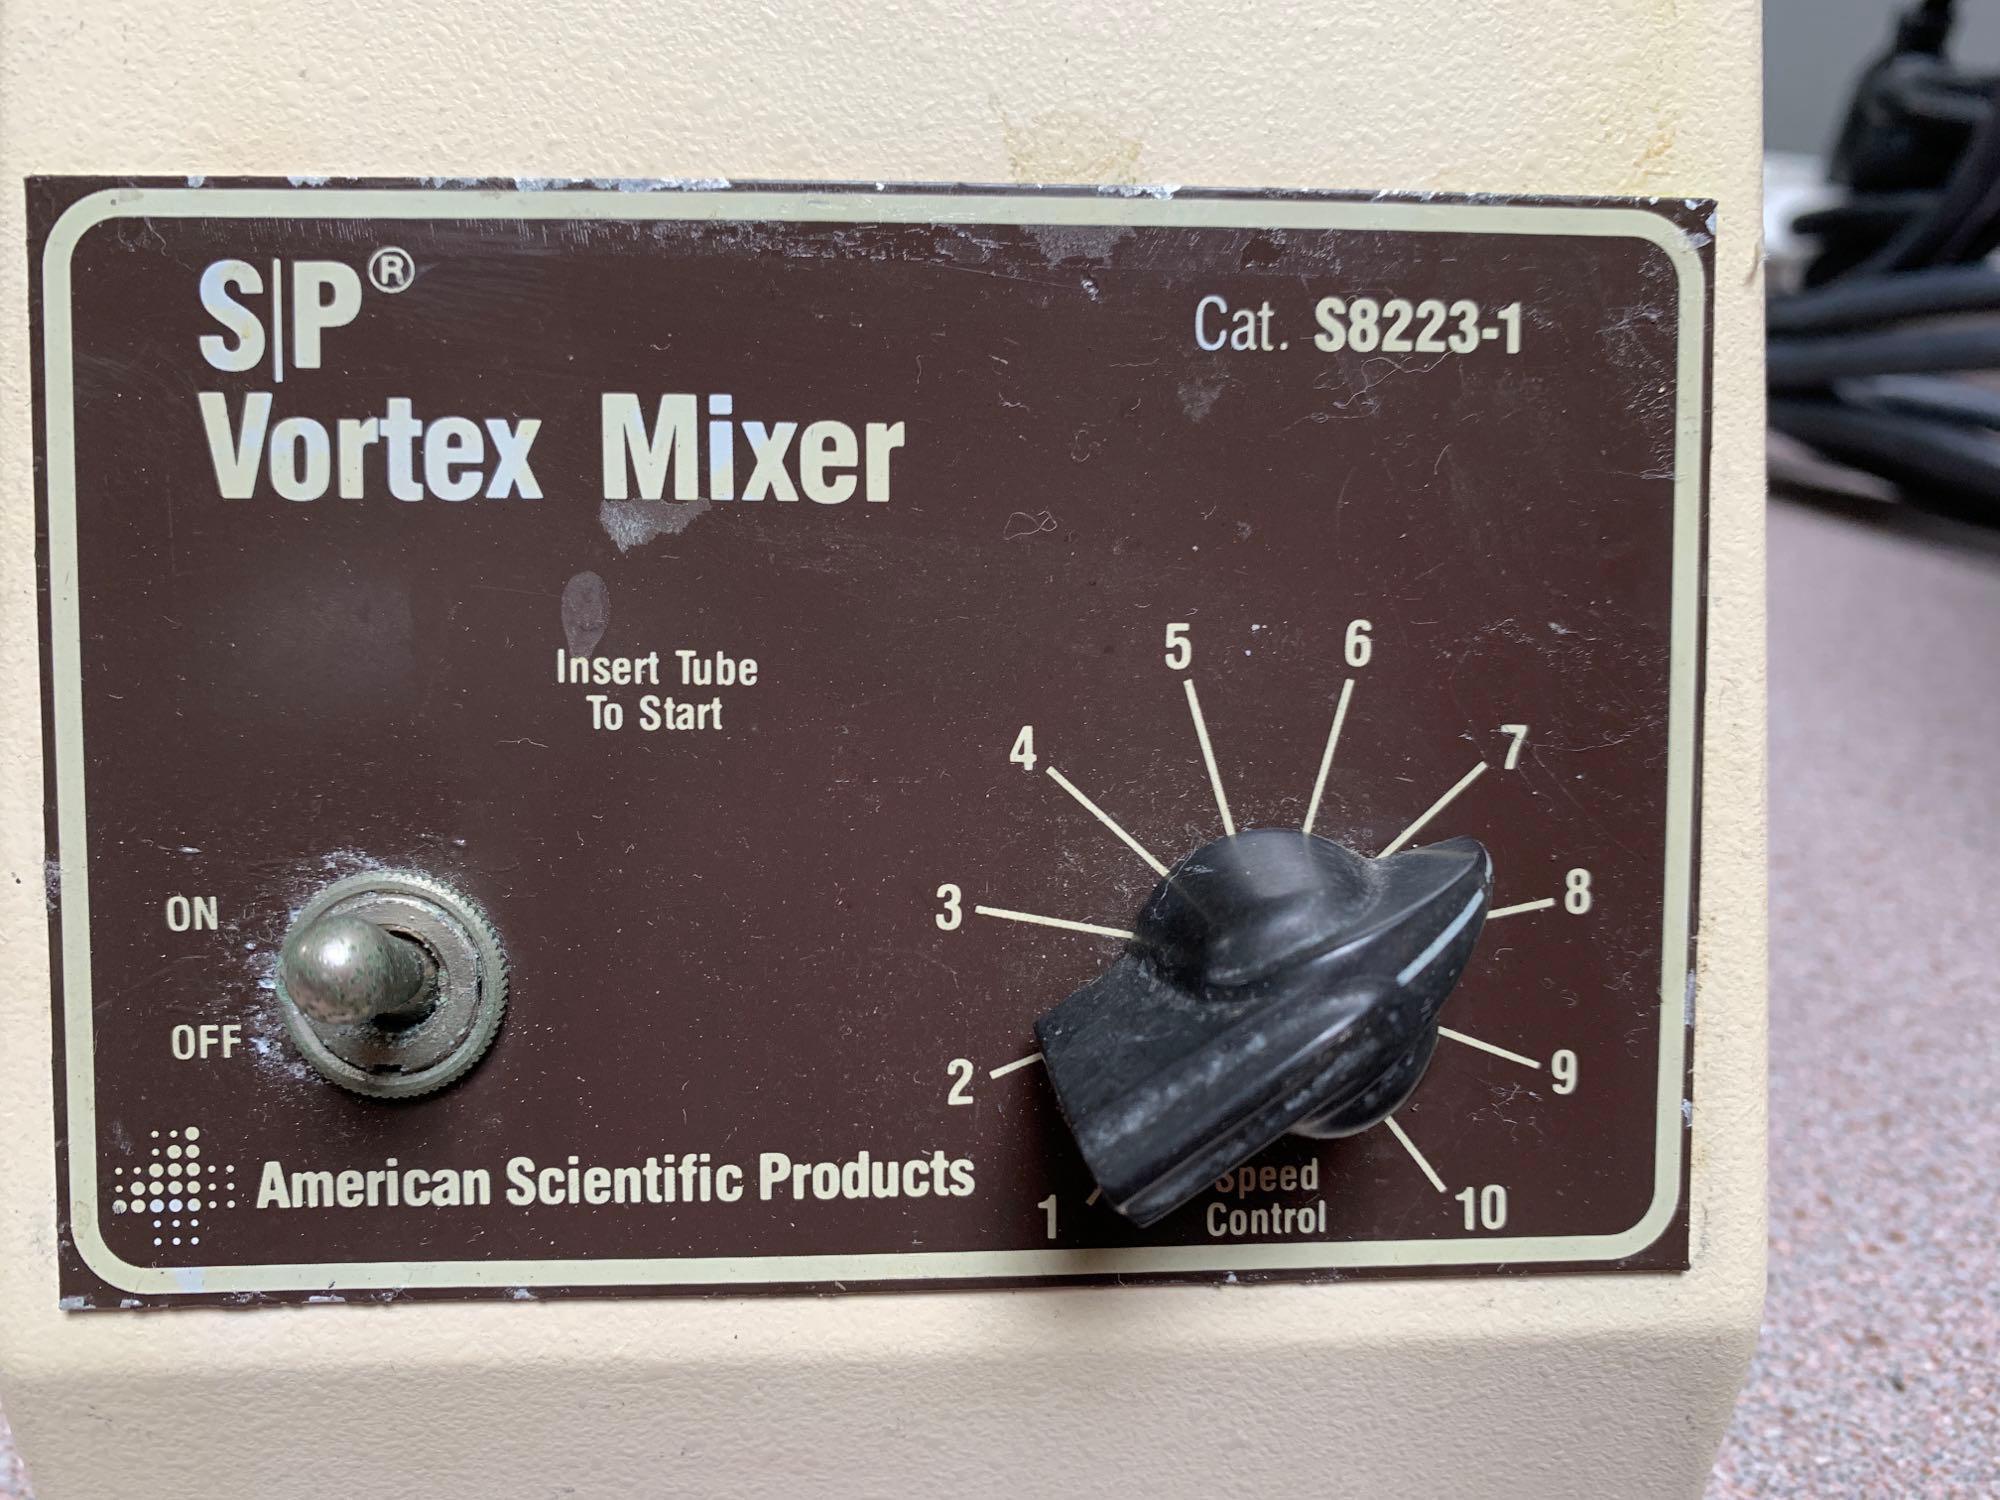 S|P®
Cat. S8223-1
Vortex Mixer
Insert Tube
To Start
5
6
4
7
3
8
ON
OFF
2
9
American Scientific Products
1
Speed
Control
10